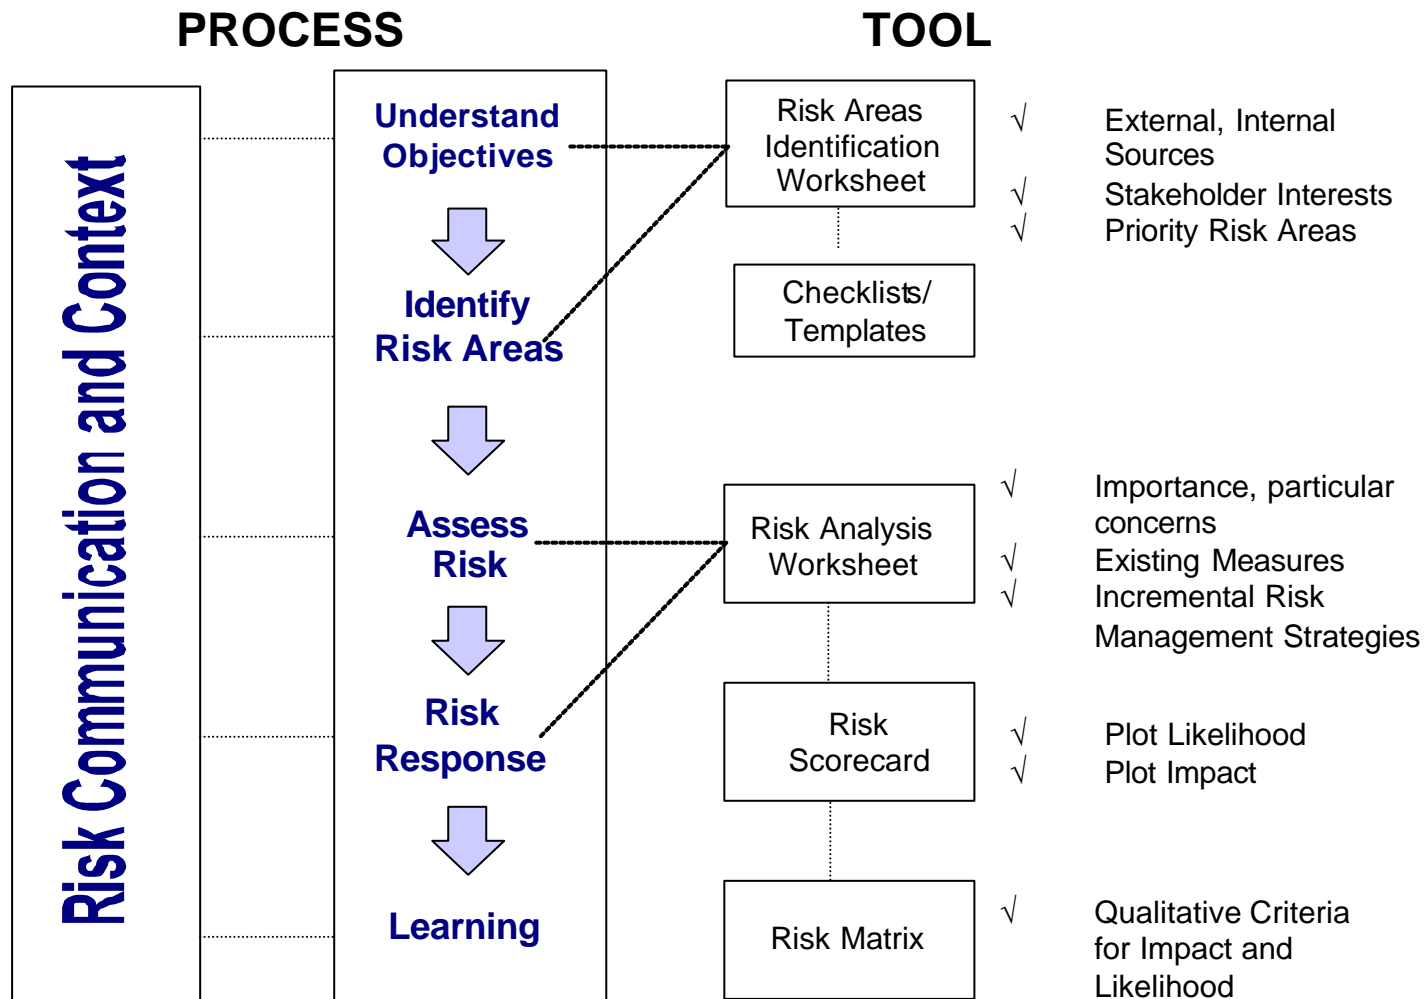 PROCESS
TOOL
Risk Communication and Context
Understand
Objectives
Identify
Risk Areas
Assess
Risk
Risk
Response
Learning
Risk Areas
Identification
Worksheet
√ External, Internal
Sources
√ Stakeholder Interests
√ Priority Risk Areas
Checklists/
Templates
Risk Analysis
Worksheet
√ Importance, particular
concerns
√ Existing Measures
√ Incremental Risk
Management Strategies
Risk
Scorecard
√ Plot Likelihood
√ Plot Impact
Risk Matrix
√ Qualitative Criteria
for Impact and
Likelihood